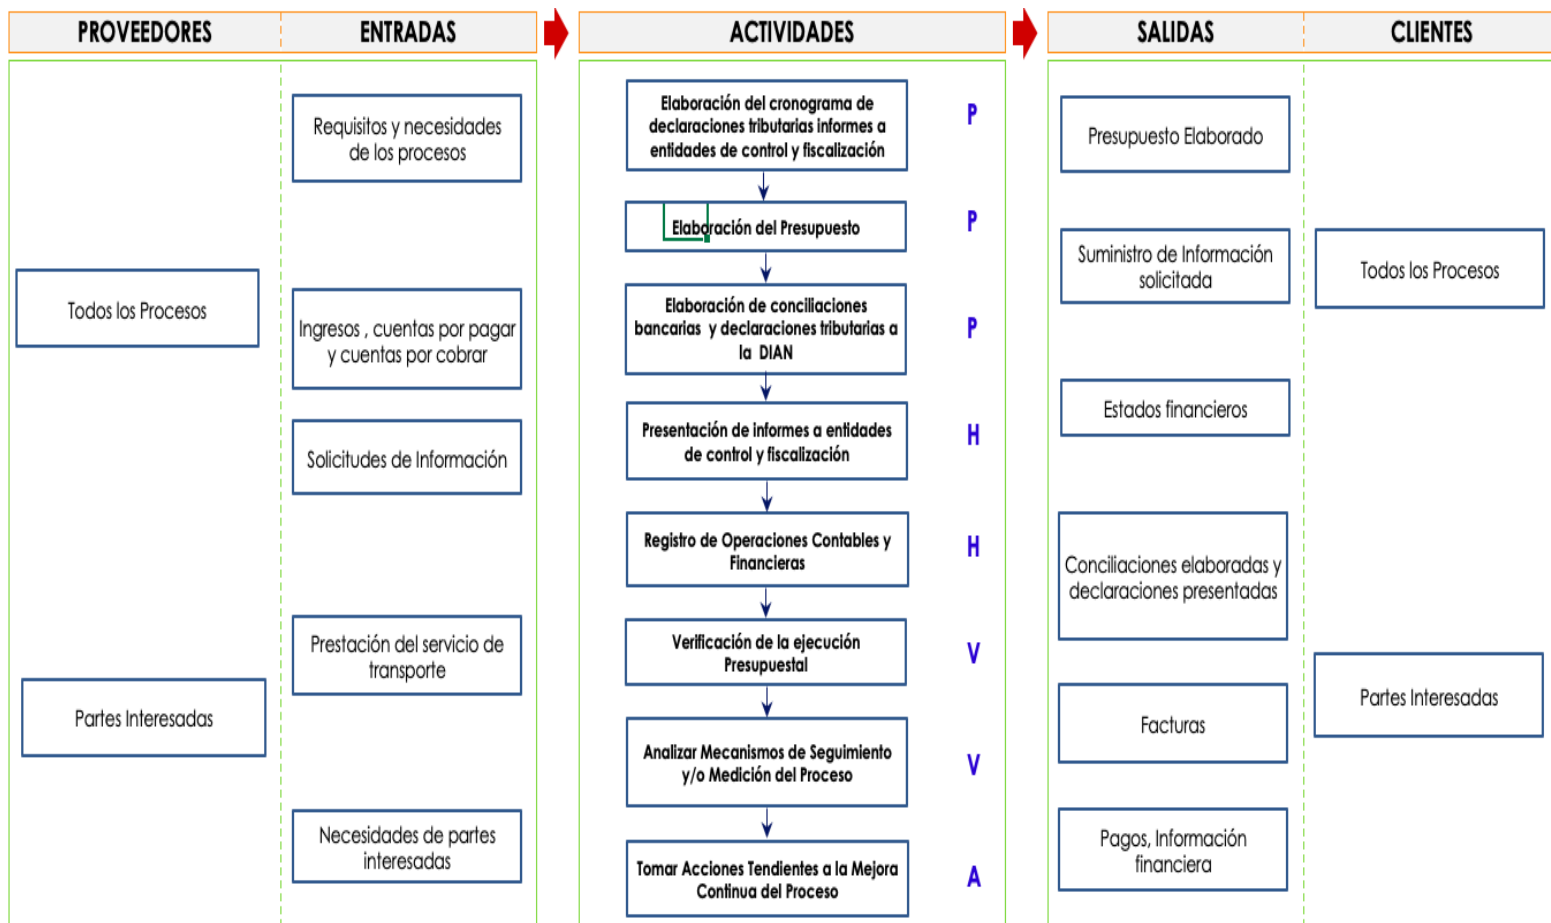 PROVEEDORES
ENTRADAS
ACTIVIDADES
SALIDAS
CLIENTES
Todos los Procesos
Partes Interesadas
Requisitos y necesidades
de los procesos
Ingresos , cuentas por pagar
y cuentas por cobrar
Solicitudes de Información
Prestación del servicio de
transporte
Necesidades de partes
interesadas
Elaboración del cronograma de
declaraciones tributarias informes a
entidades de control y fiscalización
P
Elaboración del Presupuesto
P
Elaboración de conciliaciones
bancarias y declaraciones tributarias a
la DIAN
P
Presentación de informes a entidades
de control y fiscalización
H
Registro de Operaciones Contables y
Financieras
H
Verificación de la ejecución
Presupuestal
V
Analizar Mecanismos de Seguimiento
y/o Medición del Proceso
V
Tomar Acciones Tendientes a la Mejora
Continua del Proceso
A
Presupuesto Elaborado
Suministro de Información
solicitada
Estados financieros
Conciliaciones elaboradas y
declaraciones presentadas
Facturas
Pagos, Información
financiera
Todos los Procesos
Partes Interesadas